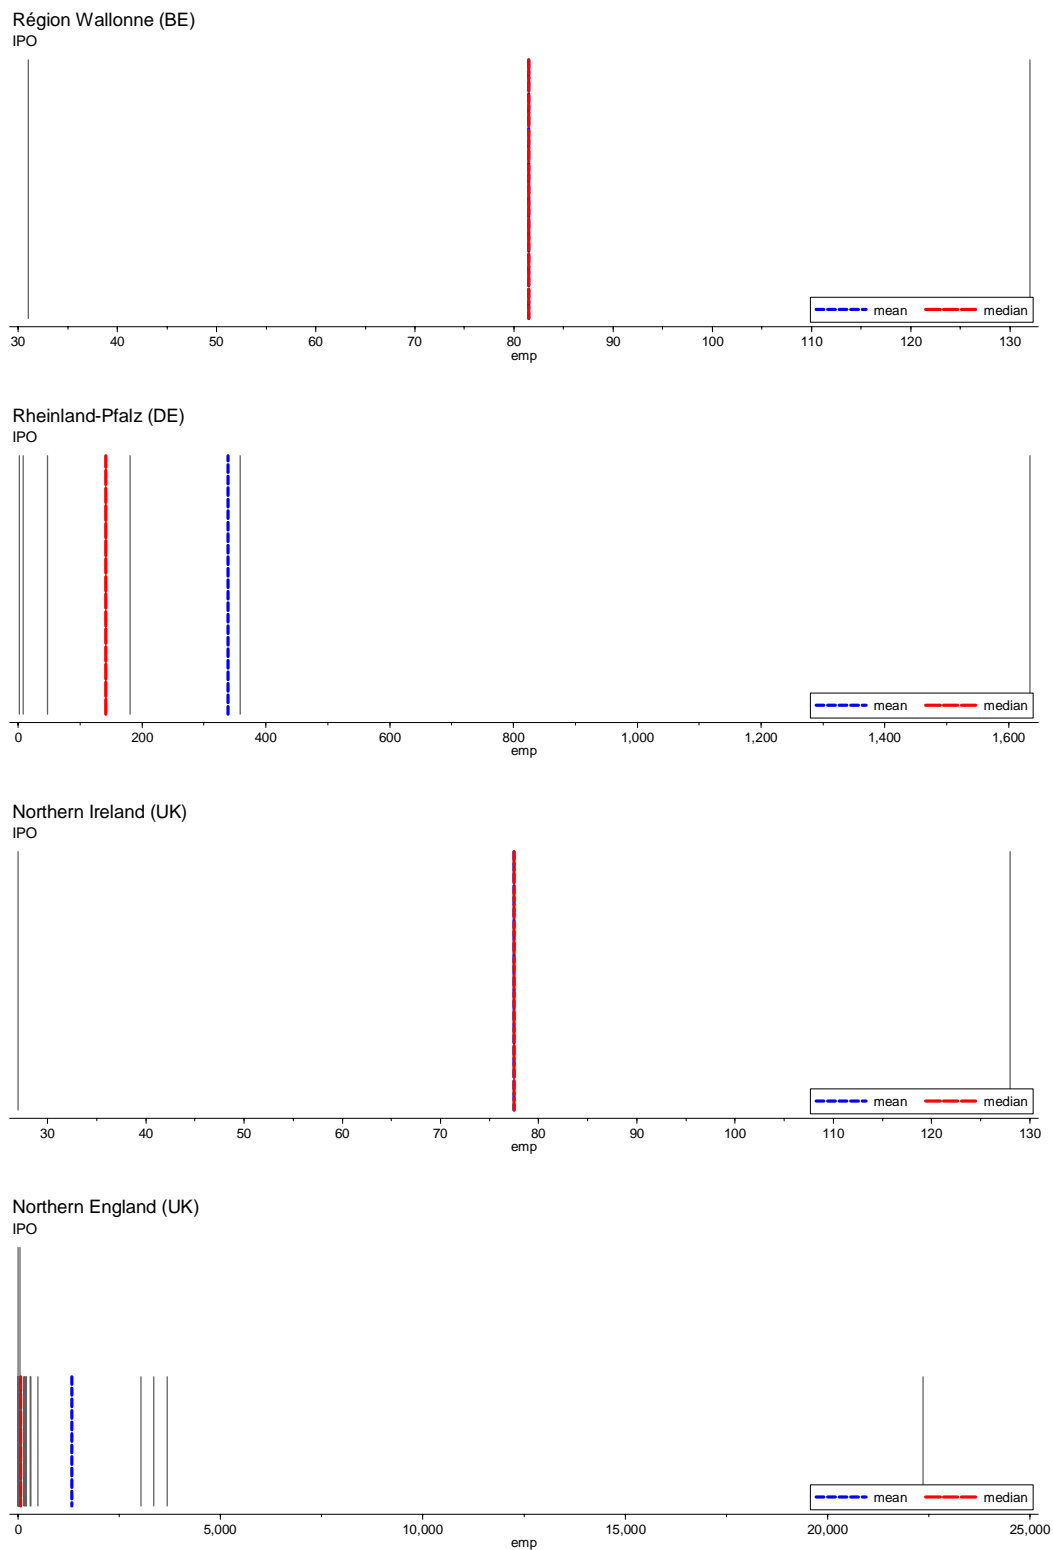 Région Wallonne (BE)
IPO
mean median
30 40 50 60 70 80 90 100 110 120 130
emp
Rheinland-Pfalz (DE)
IPO
mean median
0 200 400 600 800 1,000 1,200 1,400 1,600
emp
Northern Ireland (UK)
IPO
mean median
30 40 50 60 70 80 90 100 110 120 130
emp
Northern England (UK)
IPO
mean median
0 5,000 10,000 15,000 20,000 25,000
emp